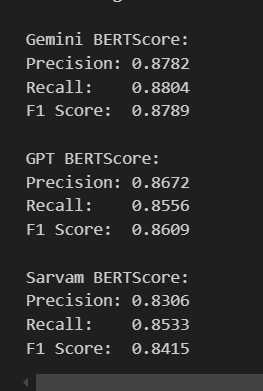 Gemini BERTScore:
Precision: 0.8782
Recall:    0.8804
F1 Score:  0.8789
GPT BERTScore:
Precision: 0.8672
Recall:    0.8556
F1 Score:  0.8609
Sarvam BERTScore:
Precision: 0.8306
Recall:    0.8533
F1 Score:  0.8415